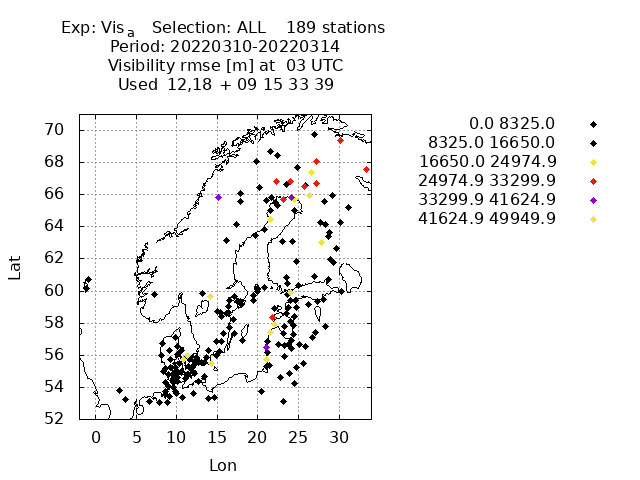 Exp: Vis a   Selection: ALL    189 stations
Period: 20220310-20220314
Visibility rmse [m] at  03 UTC
Used  12,18 + 09 15 33 39
0.0 8325.0
8325.0 16650.0
16650.0 24974.9
24974.9 33299.9
33299.9 41624.9
41624.9 49949.9
70
68
66
64
62
60
58
56
54
52
Lat
0 5 10 15 20 25 30
Lon